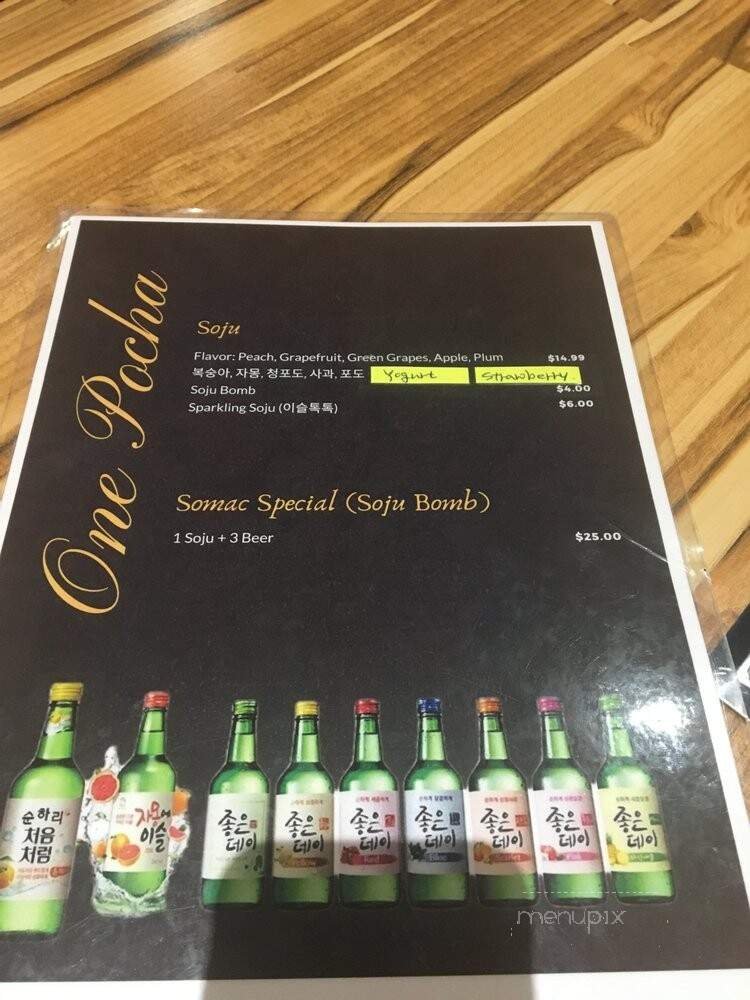 One Pocha
Soju
Flavor: Peach, Grapefruit, Green Grapes, Apple, Plum $14.99
복숭아, 자몽, 청포도, 사과, 포도 Yogurt Strawberry
Soju Bomb $4.00
Sparkling Soju (이슬톡톡) $6.00
Somac Special (Soju Bomb)
1 Soju + 3 Beer $25.00
순하리
처음
처럼
자몽에
이슬
좋은
데이
좋은
데이
좋은
데이
Red
좋은
데이
Blue
좋은
데이
좋은
데이
Pink
좋은
데이
menupix